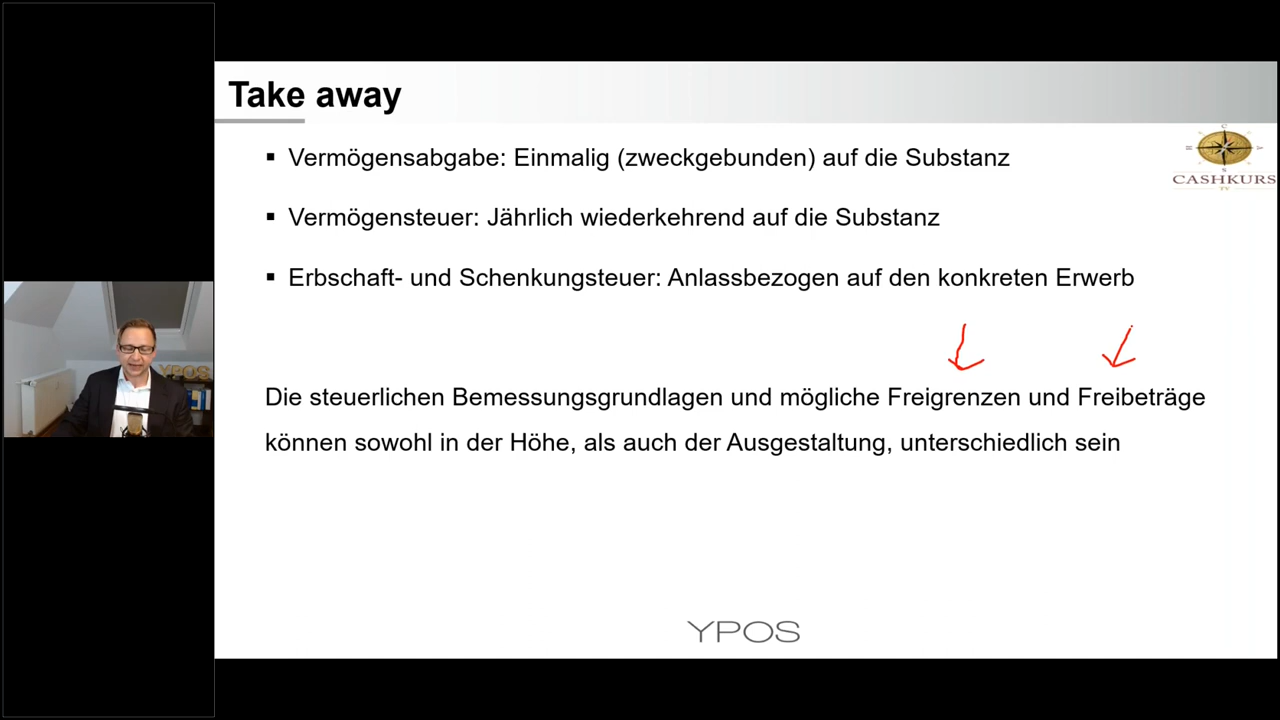 Take away
Vermögensabgabe: Einmalig (zweckgebunden) auf die Substanz
CASHKURS
Vermögensteuer: Jährlich wiederkehrend auf die Substanz
Erbschaft- und Schenkungsteuer: Anlassbezogen auf den konkreten Erwerb
YPOS
Die steuerlichen Bemessungsgrundlagen und mögliche Freigrenzen und Freibeträge
können sowohl in der Höhe, als auch der Ausgestaltung, unterschiedlich sein
YPOS